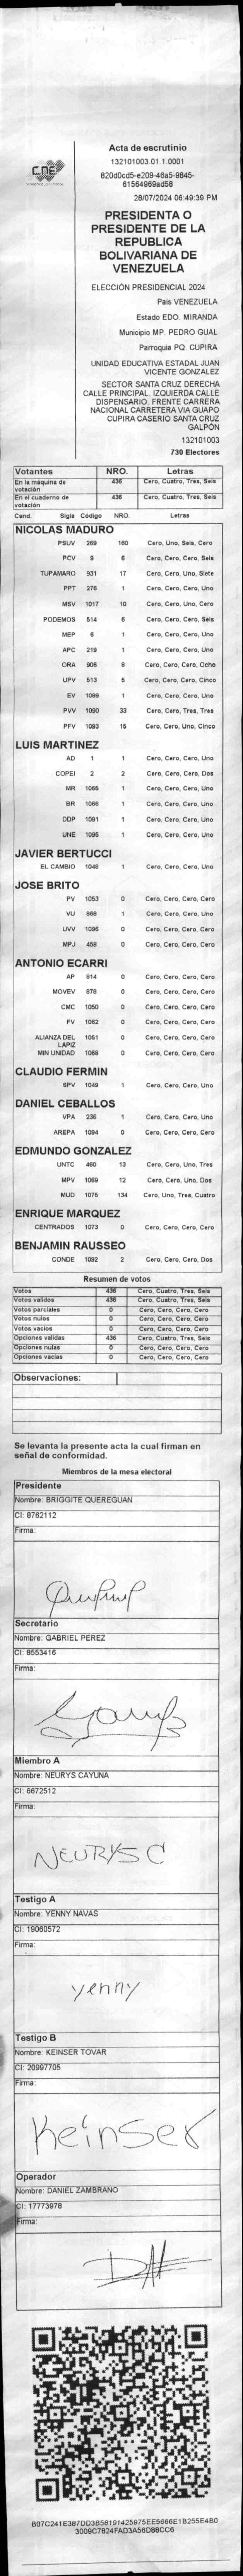 CNE
Acta de escrutinio
132101003.01.1.0001
820d0cd5-e209-46a5-9845-
61564969ad58
28/07/2024 06:49:39 PM
PRESIDENTA O
PRESIDENTE DE LA
REPUBLICA
BOLIVARIANA DE
VENEZUELA
ELECCIÓN PRESIDENCIAL 2024
Pais VENEZUELA
Estado EDO. MIRANDA
Municipio MP. PEDRO GUAL
Parroquia PQ. CUPIRA
UNIDAD EDUCATIVA ESTADAL JUAN
VICENTE GONZALEZ
SECTOR SANTA CRUZ DERECHA
CALLE PRINCIPAL. IZQUIERDA CALLE
DISPENSARIO. FRENTE CARRERA
NACIONAL CARRETERA VIA GUAPO
CUPIRA CASERIO SANTA CRUZ
GALPÓN
132101003
730 Electores
Votantes NRO. Letras
En la máquina de votación 436 Cero, Cuatro, Tres, Seis
En el cuaderno de votación 436 Cero, Cuatro, Tres, Seis
Cand. Sigla Código NRO. Letras
NICOLAS MADURO
PSUV 269 160 Cero, Uno, Seis, Cero
PCV 9 6 Cero, Cero, Cero, Seis
TUPAMARO 931 17 Cero, Cero, Uno, Siete
PPT 276 1 Cero, Cero, Cero, Uno
MSV 1017 10 Cero, Cero, Uno, Cero
PODEMOS 514 6 Cero, Cero, Cero, Seis
MEP 6 1 Cero, Cero, Cero, Uno
APC 219 1 Cero, Cero, Cero, Uno
ORA 906 8 Cero, Cero, Cero, Ocho
UPV 513 5 Cero, Cero, Cero, Cinco
EV 1089 1 Cero, Cero, Cero, Uno
PVV 1090 33 Cero, Cero, Tres, Tres
PFV 1093 15 Cero, Cero, Uno, Cinco
LUIS MARTINEZ
AD 1 1 Cero, Cero, Cero, Uno
COPEI 2 2 Cero, Cero, Cero, Dos
MR 1065 1 Cero, Cero, Cero, Uno
BR 1066 1 Cero, Cero, Cero, Uno
DDP 1091 1 Cero, Cero, Cero, Uno
UNE 1095 1 Cero, Cero, Cero, Uno
JAVIER BERTUCCI
EL CAMBIO 1048 1 Cero, Cero, Cero, Uno
JOSE BRITO
PV 1053 0 Cero, Cero, Cero, Cero
VU 868 1 Cero, Cero, Cero, Uno
UVV 1096 0 Cero, Cero, Cero, Cero
MPJ 458 0 Cero, Cero, Cero, Cero
ANTONIO ECARRI
AP 814 0 Cero, Cero, Cero, Cero
MOVEV 878 0 Cero, Cero, Cero, Cero
CMC 1050 0 Cero, Cero, Cero, Cero
FV 1062 0 Cero, Cero, Cero, Cero
ALIANZA DEL LAPIZ 1051 0 Cero, Cero, Cero, Cero
MIN UNIDAD 1068 0 Cero, Cero, Cero, Cero
CLAUDIO FERMIN
SPV 1049 1 Cero, Cero, Cero, Uno
DANIEL CEBALLOS
VPA 236 1 Cero, Cero, Cero, Uno
AREPA 1094 0 Cero, Cero, Cero, Cero
EDMUNDO GONZALEZ
UNTC 460 13 Cero, Cero, Uno, Tres
MPV 1069 12 Cero, Cero, Uno, Dos
MUD 1075 134 Cero, Uno, Tres, Cuatro
ENRIQUE MARQUEZ
CENTRADOS 1073 0 Cero, Cero, Cero, Cero
BENJAMIN RAUSSEO
CONDE 1092 2 Cero, Cero, Cero, Dos
Resumen de votos
Votos 436 Cero, Cuatro, Tres, Seis
Votos validos 436 Cero, Cuatro, Tres, Seis
Votos parciales 0 Cero, Cero, Cero, Cero
Votos nulos 0 Cero, Cero, Cero, Cero
Votos vacios 0 Cero, Cero, Cero, Cero
Opciones validas 436 Cero, Cuatro, Tres, Seis
Opciones nulas 0 Cero, Cero, Cero, Cero
Opciones vacias 0 Cero, Cero, Cero, Cero
Observaciones:
Se levanta la presente acta la cual firman en
señal de conformidad.
Miembros de la mesa electoral
Presidente
Nombre: BRIGGITE QUEREGUAN
CI: 8762112
Firma:
Secretario
Nombre: GABRIEL PEREZ
CI: 8553416
Firma:
Miembro A
Nombre: NEURYS CAYUNA
CI: 6672512
Firma:
NEURYS C
Testigo A
Nombre: YENNY NAVAS
CI: 19060572
Firma:
yenny
Testigo B
Nombre: KEINSER TOVAR
CI: 20997705
Firma:
Keinser
Operador
Nombre: DANIEL ZAMBRANO
CI: 17773978
Firma:
B07C241E387DD3B58191425975EE5666E1B255E4B0
3009C7824FAD3A56D88CC6